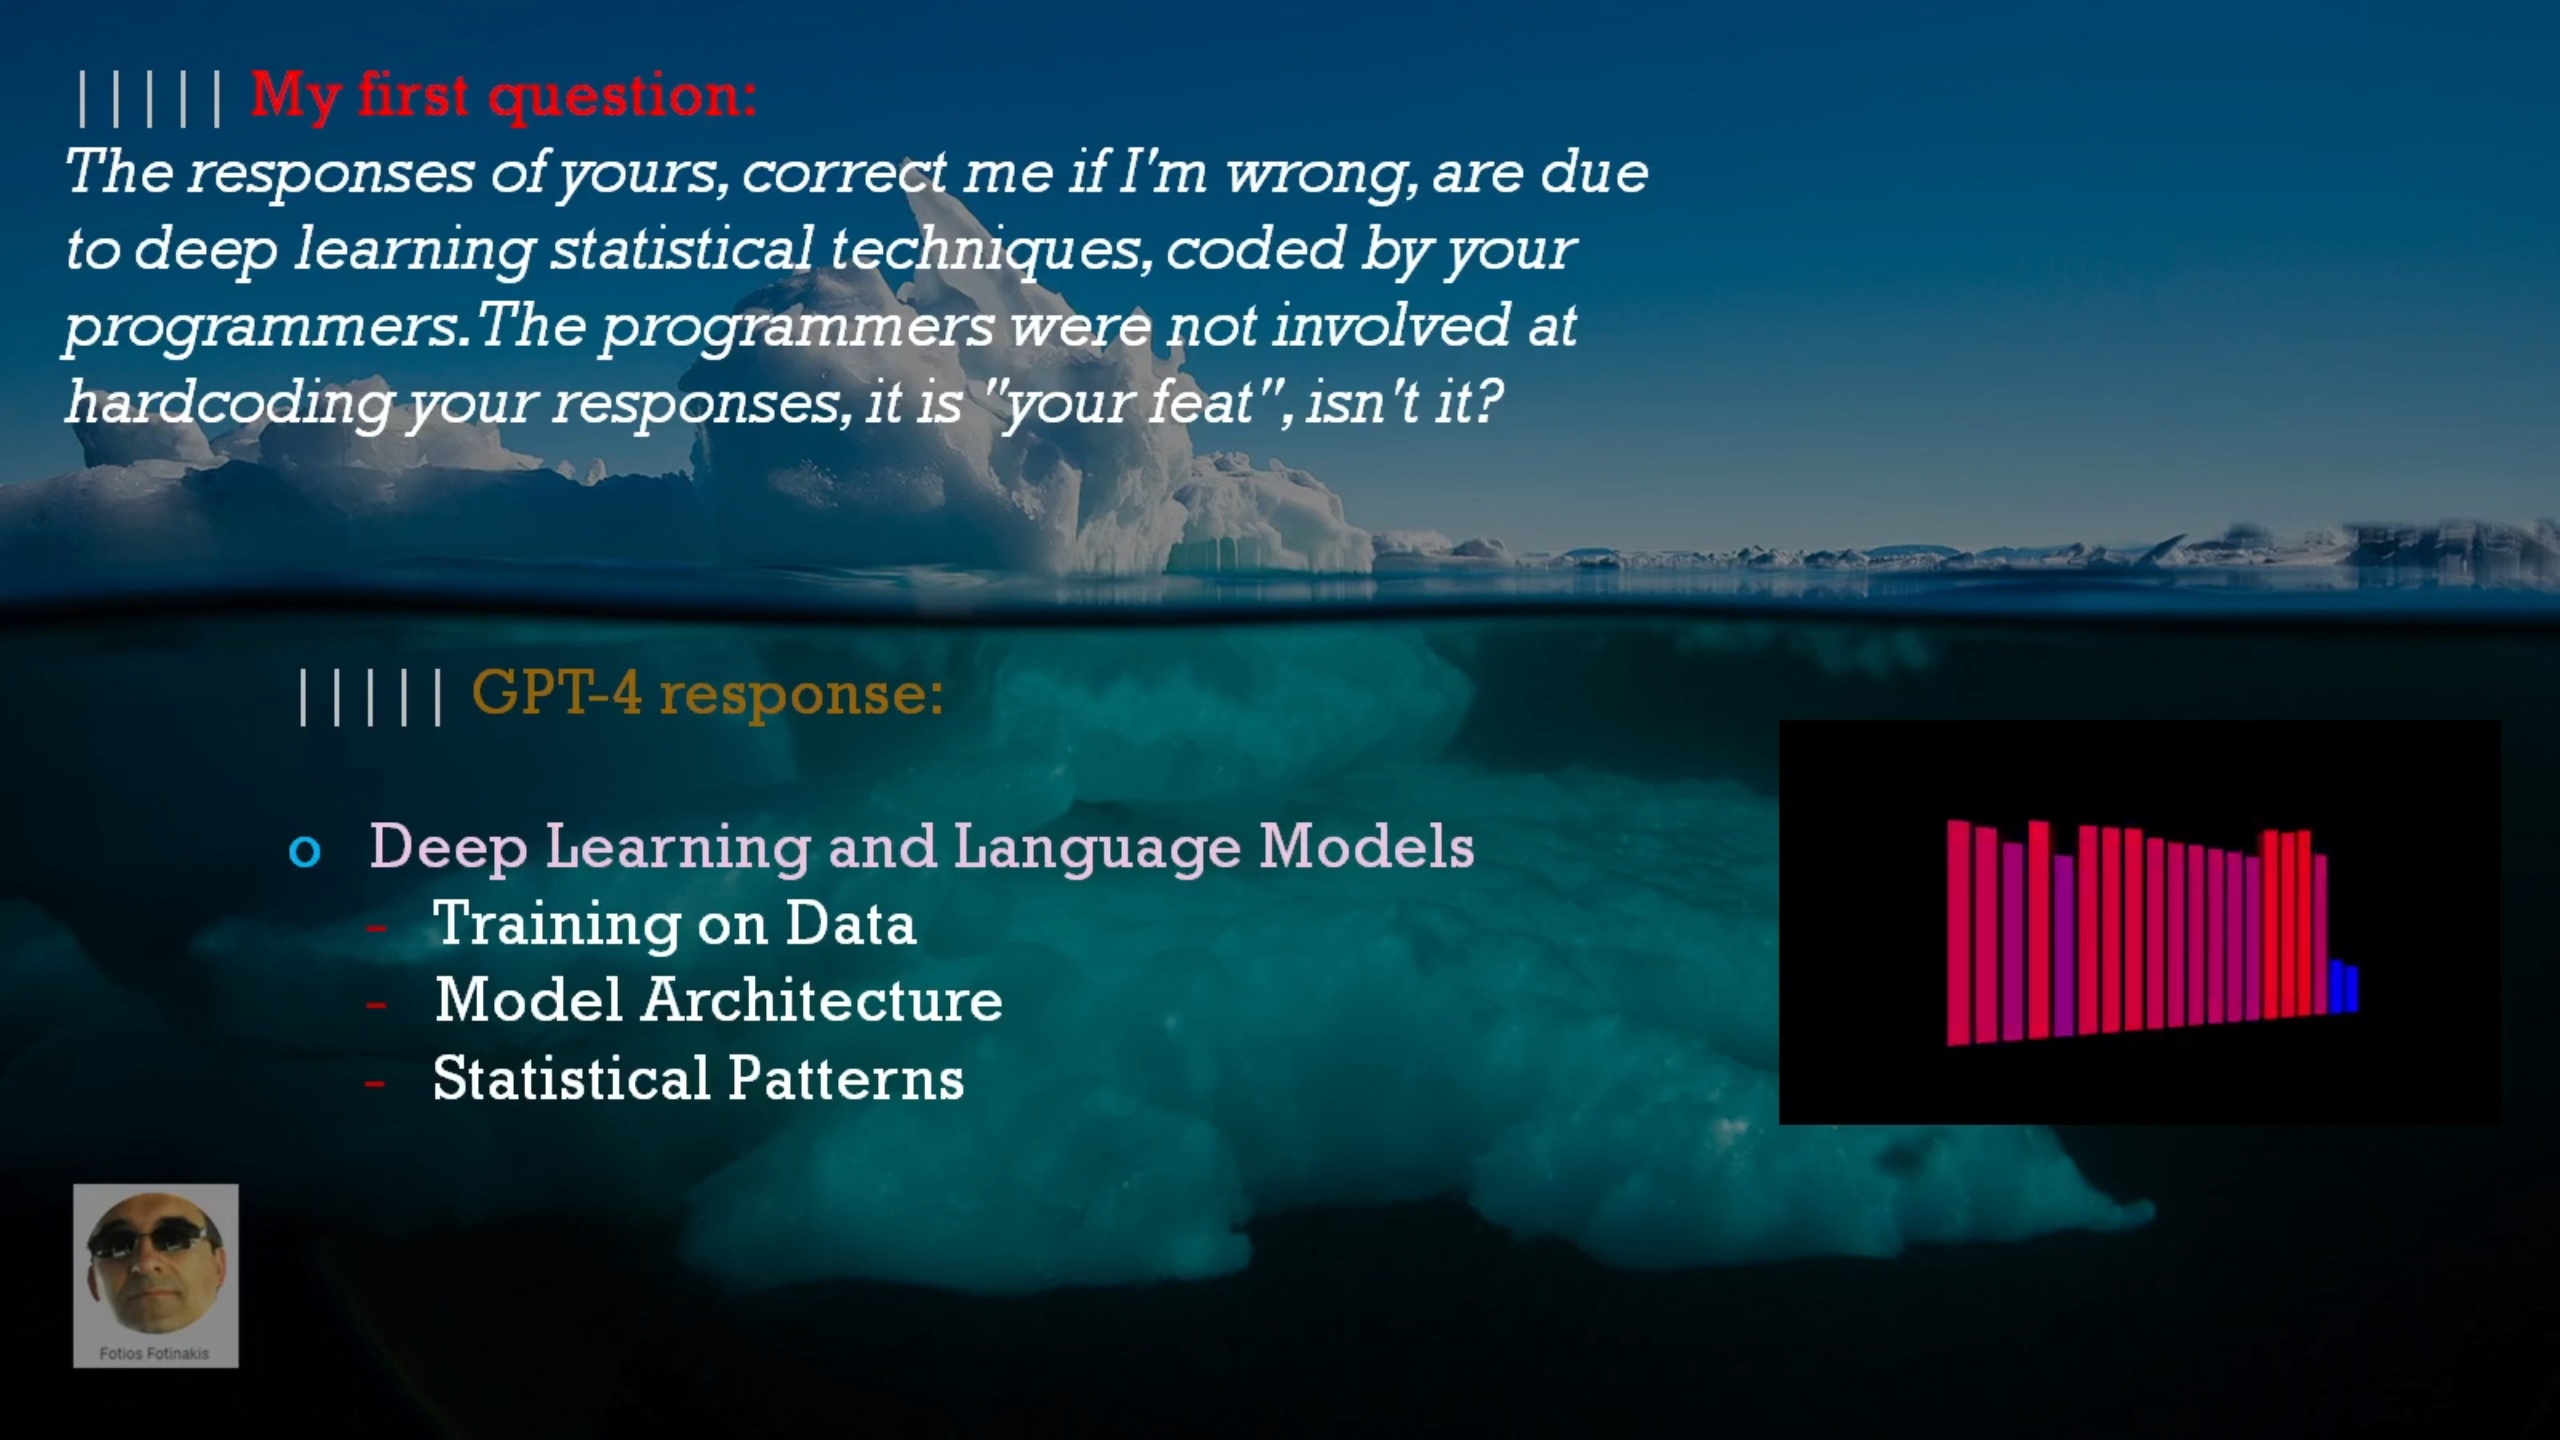 ||||| My first question:
The responses of yours, correct me if I'm wrong, are due
to deep learning statistical techniques, coded by your
programmers. The programmers were not involved at
hardcoding your responses, it is "your feat", isn't it?
||||| GPT-4 response:
o Deep Learning and Language Models
- Training on Data
- Model Architecture
- Statistical Patterns
Fotios Fotinakis